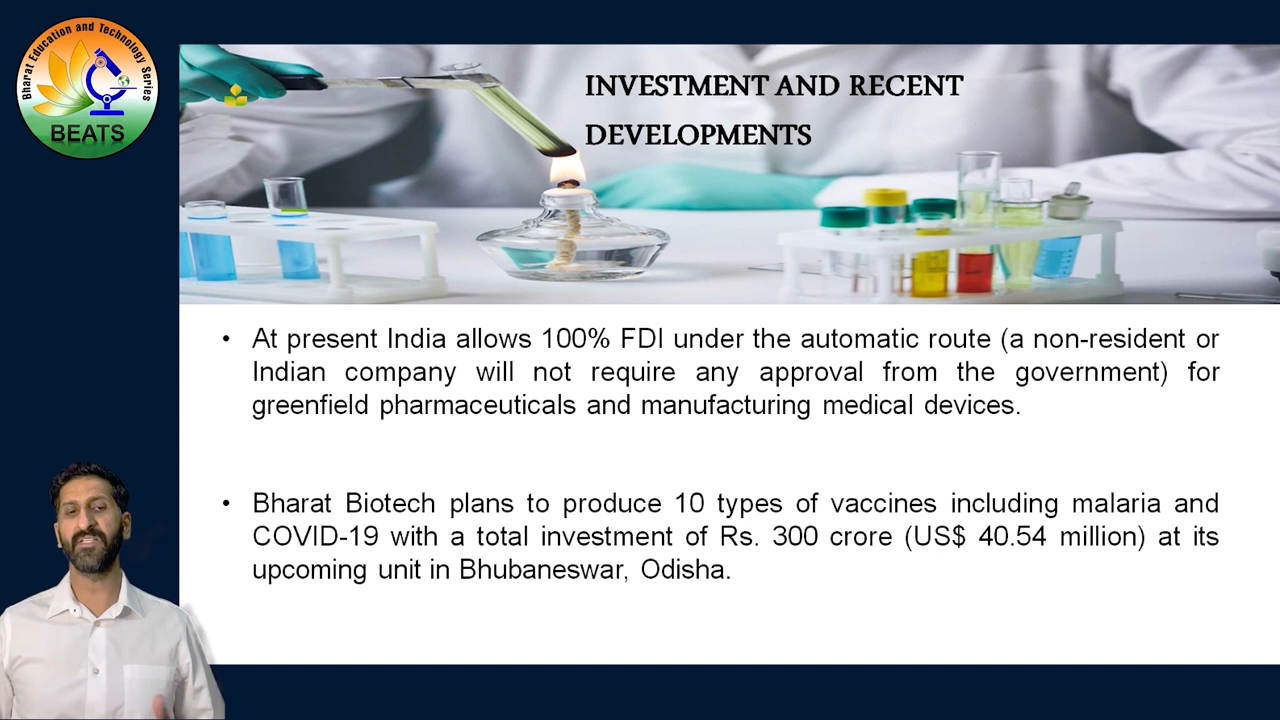 Bharat Education and Technology Series
BEATS
INVESTMENT AND RECENT
DEVELOPMENTS
• At present India allows 100% FDI under the automatic route (a non-resident or
Indian company will not require any approval from the government) for
greenfield pharmaceuticals and manufacturing medical devices.
• Bharat Biotech plans to produce 10 types of vaccines including malaria and
COVID-19 with a total investment of Rs. 300 crore (US$ 40.54 million) at its
upcoming unit in Bhubaneswar, Odisha.